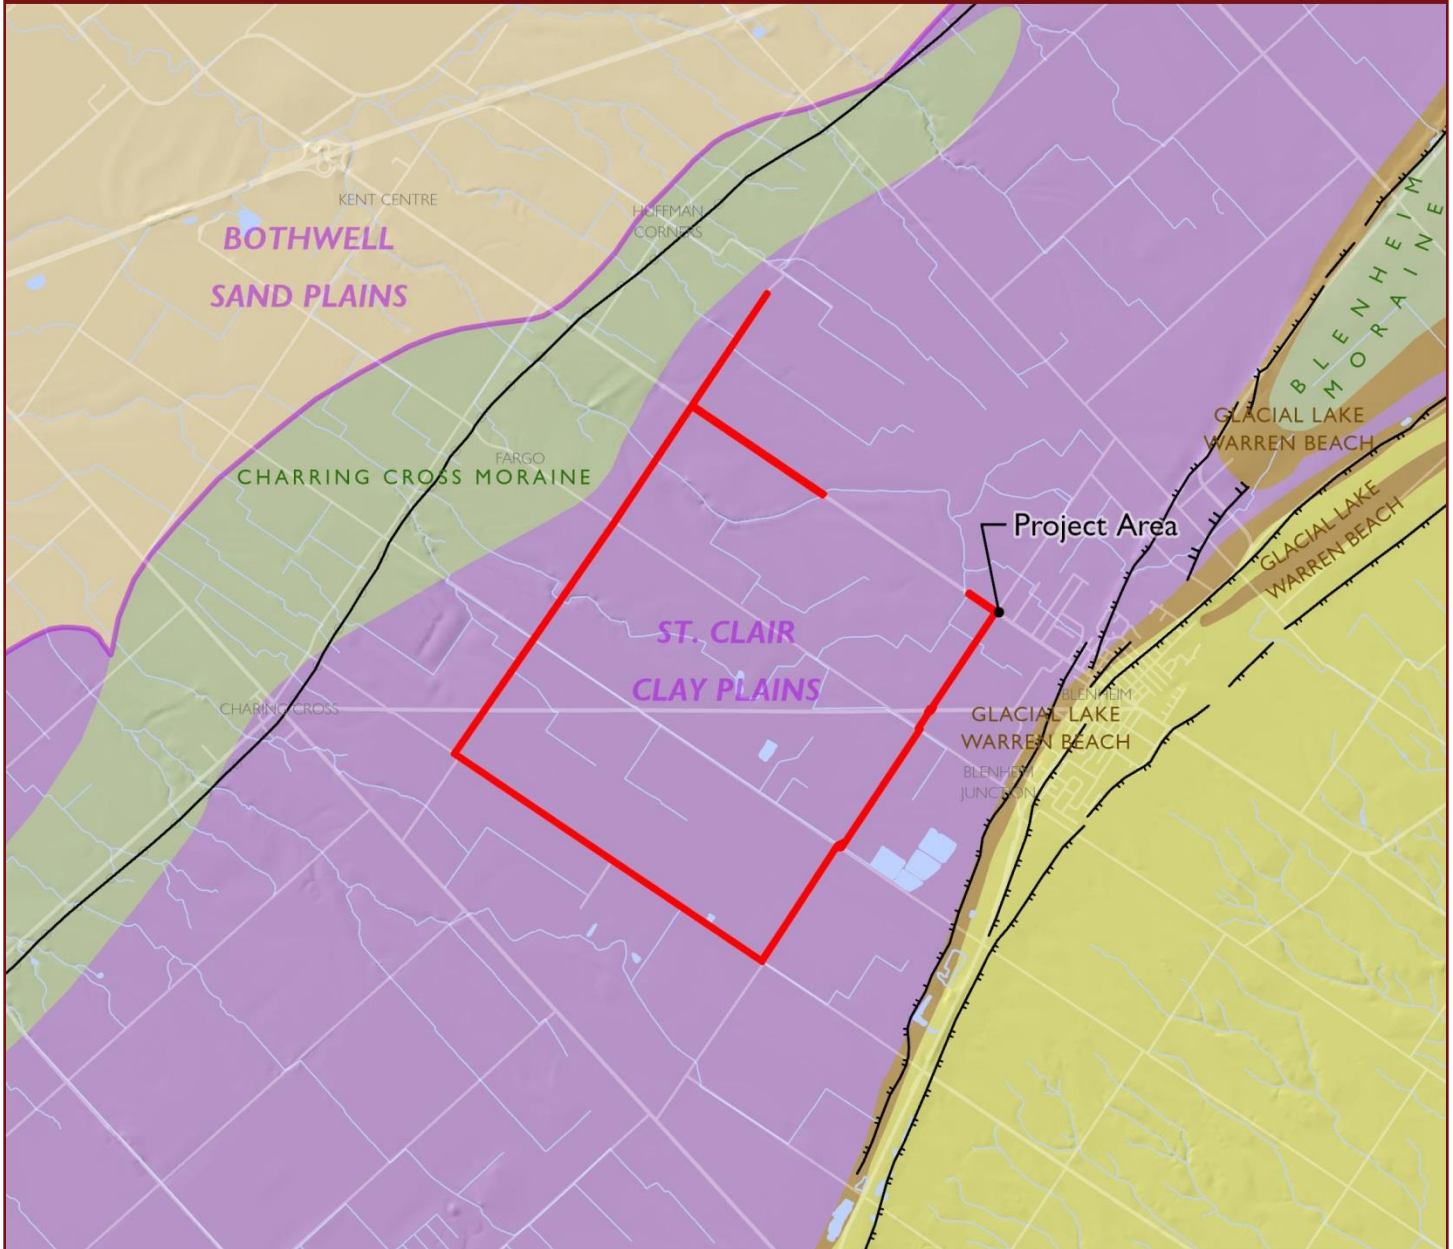 KENT CENTRE
HUFFMAN
CORNERS
BOTHWELL
SAND PLAINS
BLENHEIM
MORAINE
GLACIAL LAKE
WARREN BEACH
FARGO
CHARRING CROSS MORAINE
GLACIAL LAKE
WARREN BEACH
Project Area
ST. CLAIR
CLAY PLAINS
CHARING CROSS
BLENHEIM
GLACIAL LAKE
WARREN BEACH
BLENHEIM
JUNCTION